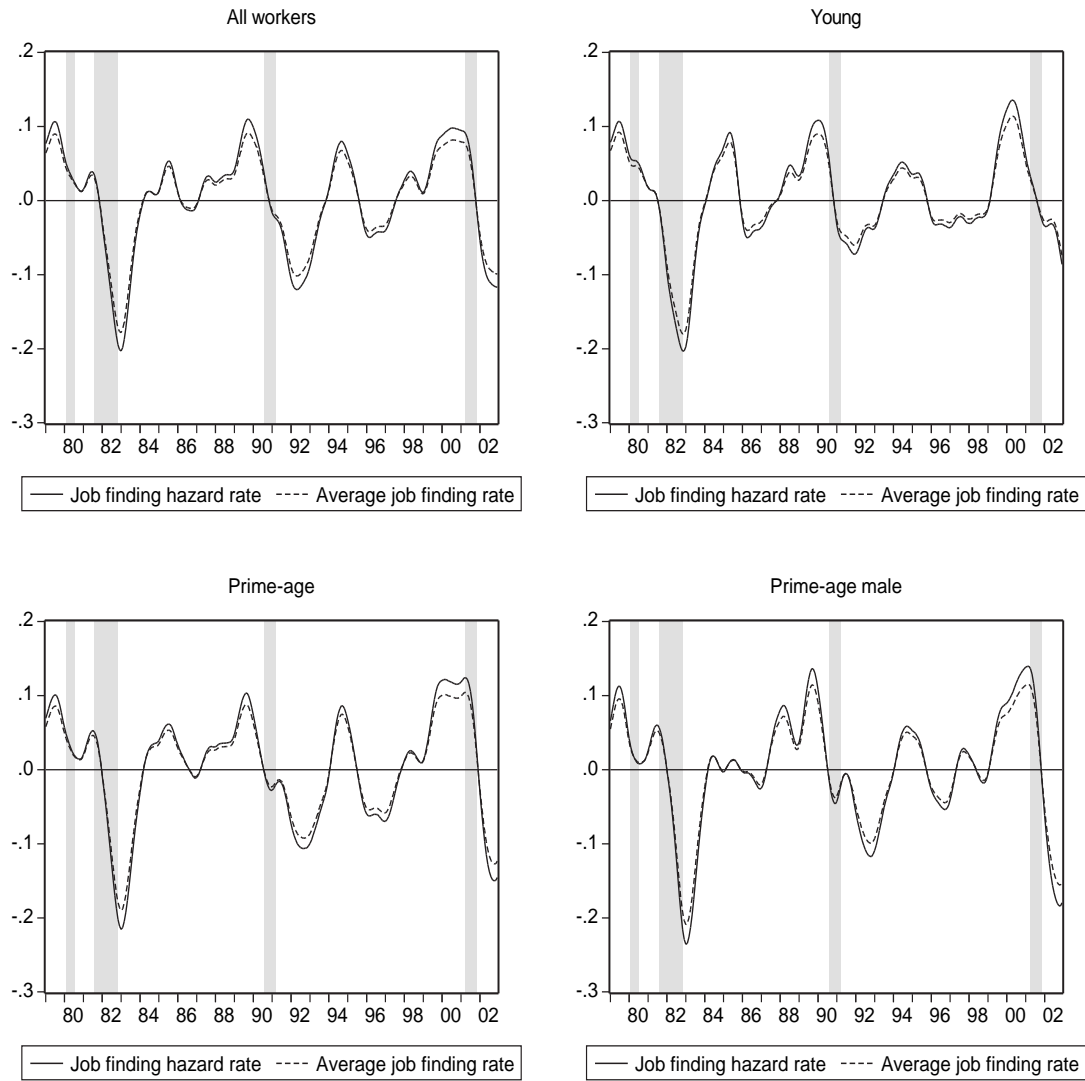 All workers
.2
.1
.0
-.1
-.2
-.3
80 82 84 86 88 90 92 94 96 98 00 02
Job finding hazard rate Average job finding rate
Young
.2
.1
.0
-.1
-.2
-.3
80 82 84 86 88 90 92 94 96 98 00 02
Job finding hazard rate Average job finding rate
Prime-age
.2
.1
.0
-.1
-.2
-.3
80 82 84 86 88 90 92 94 96 98 00 02
Job finding hazard rate Average job finding rate
Prime-age male
.2
.1
.0
-.1
-.2
-.3
80 82 84 86 88 90 92 94 96 98 00 02
Job finding hazard rate Average job finding rate